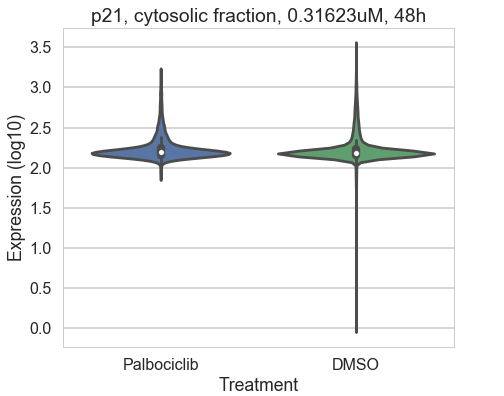 p21, cytosolic fraction, 0.31623uM, 48h
Expression (log10)
3.5
3.0
2.5
2.0
1.5
1.0
0.5
0.0
Palbociclib DMSO
Treatment